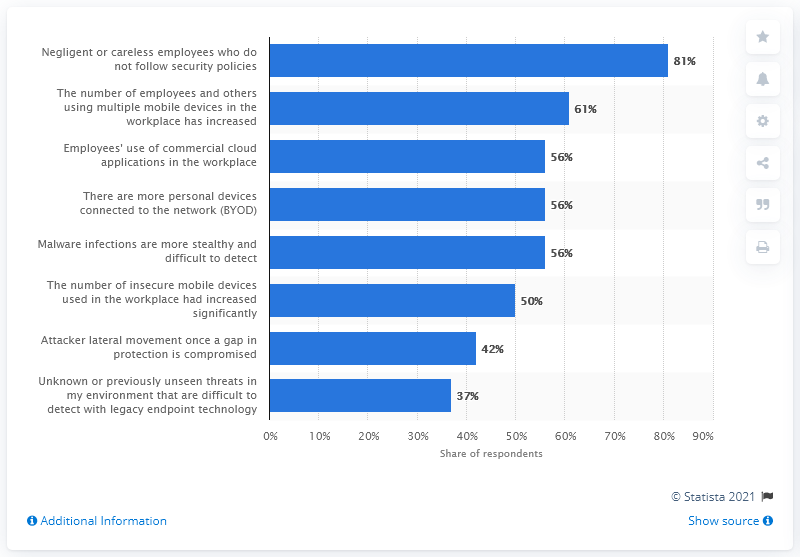 Negligent or careless employees who do
not follow security policies
81%
The number of employees and others
using multiple mobile devices in the
workplace has increased
61%
Employees' use of commercial cloud
applications in the workplace
56%
There are more personal devices
connected to the network (BYOD)
56%
Malware infections are more stealthy and
difficult to detect
56%
The number of insecure mobile devices
used in the workplace had increased
significantly
50%
Attacker lateral movement once a gap in
protection is compromised
42%
Unknown or previously unseen threats in
my environment that are difficult to
detect with legacy endpoint technology
37%
0% 10% 20% 30% 40% 50% 60% 70% 80% 90%
Share of respondents
© Statista 2021
Additional Information
Show source